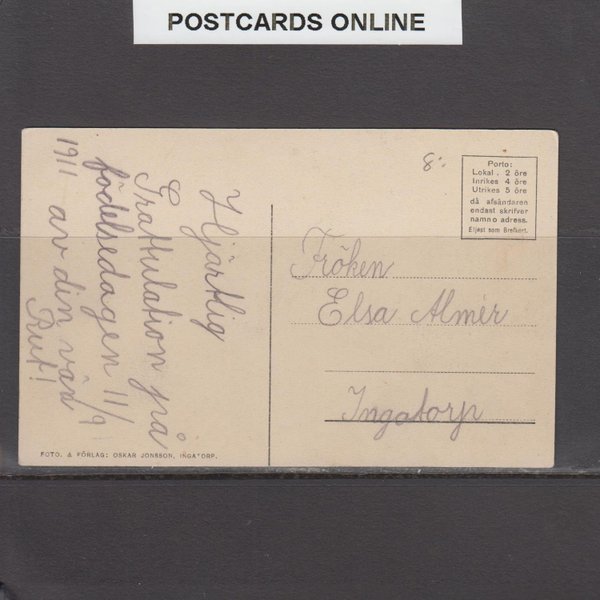 POSTCARDS ONLINE
Hjärtlig
Grattulation på
födelsedagen 11/9
1911 av din vän
Rut!
8:-
Porto:
Lokal . 2 öre
Inrikes 4 öre
Utrikes 5 öre
då afsändaren
endast skrifver
namn o adress.
Eljest som Brefkort.
Fröken
Elsa Almér
Ingatorp
FOTO. & FÖRLAG: OSKAR JONSSON, INGATORP.